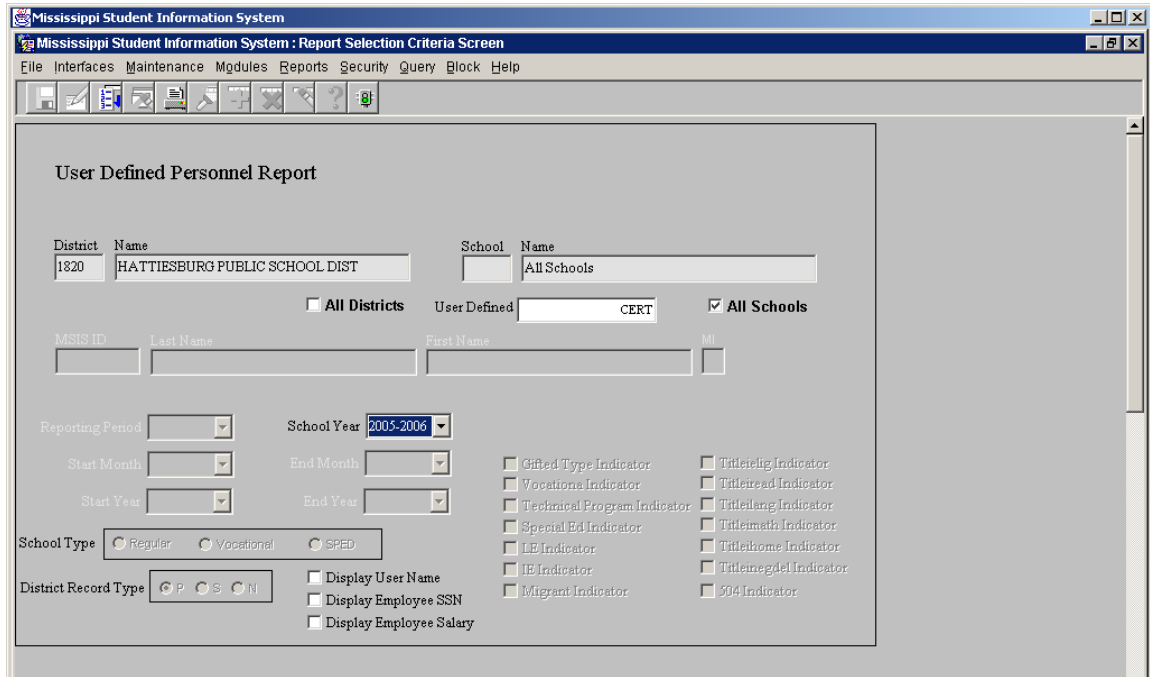 Mississippi Student Information System
Mississippi Student Information System : Report Selection Criteria Screen
File Interfaces Maintenance Modules Reports Security Query Block Help
User Defined Personnel Report
District Name School Name
1820 HATTIESBURG PUBLIC SCHOOL DIST All Schools
All Districts User Defined CERT All Schools
MSIS ID Last Name First Name MI
Reporting Period School Year 2005-2006
Start Month End Month Gifted Type Indicator Titleielig Indicator
Vocationa Indicator Titleiread Indicator
Start Year End Year Technical Program Indicator Titleilang Indicator
Special Ed Indicator Titleimath Indicator
School Type Regular Vocational SPED LE Indicator Titleihome Indicator
IE Indicator Titleinegdel Indicator
District Record Type P S N Display User Name Migrant Indicator 504 Indicator
Display Employee SSN
Display Employee Salary